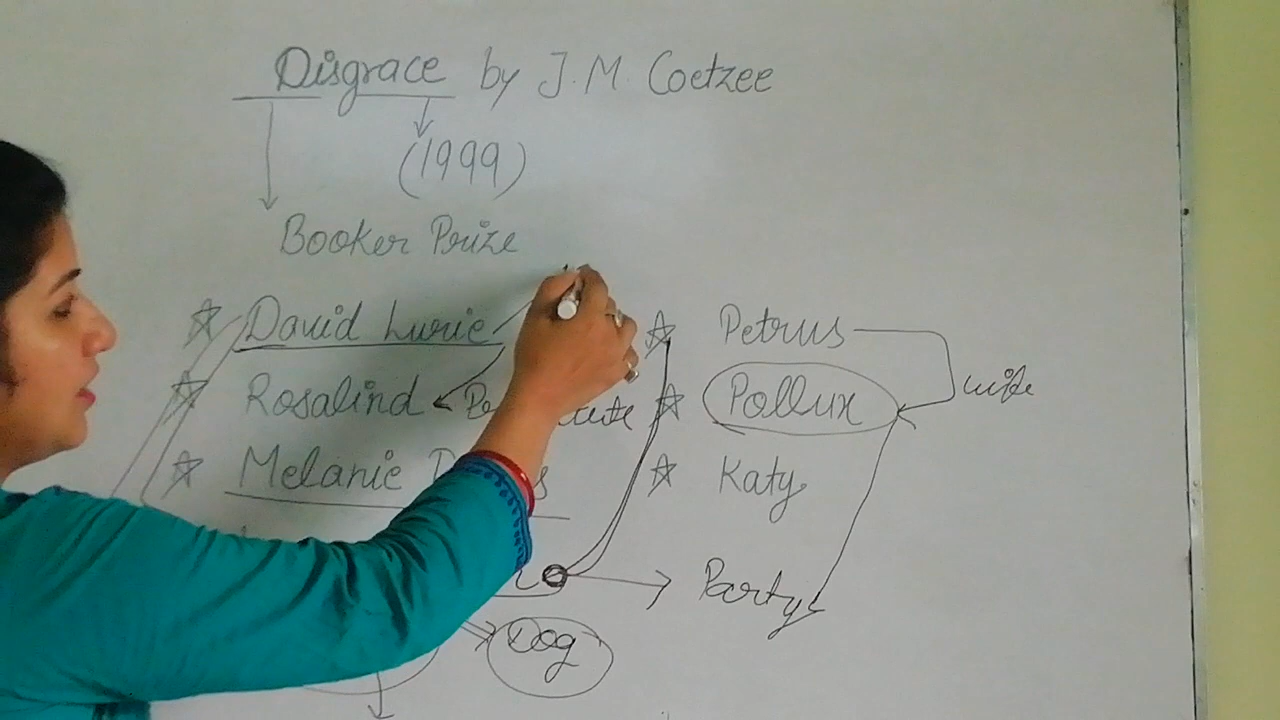 Disgrace by J.M. Coetzee
(1999)
Booker Prize
David Lurie
Rosalind
Melanie
Petrus
wife
Pollux
Katy
Party
Dog